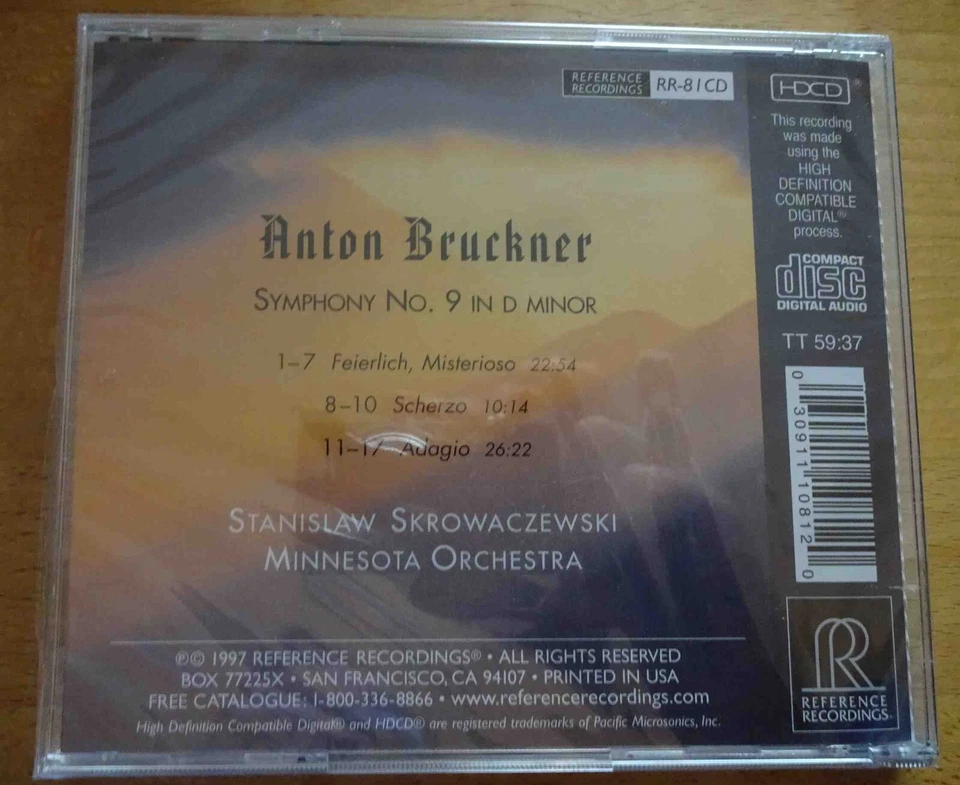 REFERENCE RECORDINGS RR-81CD
Anton Bruckner
SYMPHONY NO. 9 IN D MINOR
1–7 Feierlich, Misterioso 22:54
8–10 Scherzo 10:14
11–17 Adagio 26:22
STANISLAW SKROWACZEWSKI
MINNESOTA ORCHESTRA
℗© 1997 REFERENCE RECORDINGS® • ALL RIGHTS RESERVED
BOX 77225X • SAN FRANCISCO, CA 94107 • PRINTED IN USA
FREE CATALOGUE: 1-800-336-8866 • www.referencerecordings.com
High Definition Compatible Digital® and HDCD® are registered trademarks of Pacific Microsonics, Inc.
HDCD®
This recording
was made
using the
HIGH
DEFINITION
COMPATIBLE
DIGITAL®
process.
COMPACT
disc
DIGITAL AUDIO
TT 59:37
0 30911 10812 0
RR
REFERENCE
RECORDINGS®